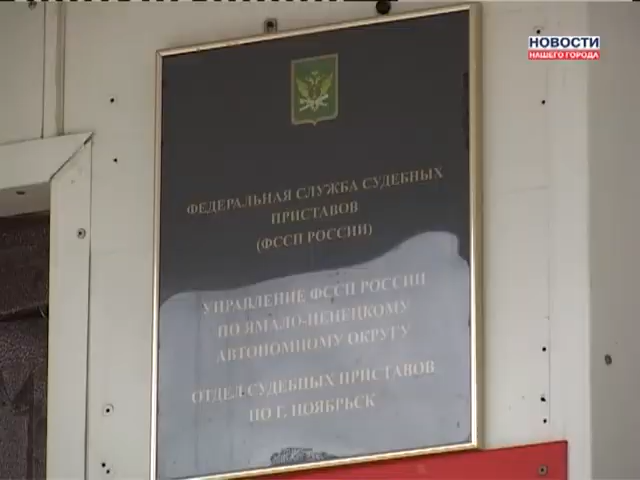 НОВОСТИ
НАШЕГО ГОРОДА
ФЕДЕРАЛЬНАЯ СЛУЖБА СУДЕБНЫХ
ПРИСТАВОВ
(ФССП РОССИИ)
УПРАВЛЕНИЕ ФССП РОССИИ
ПО ЯМАЛО-НЕНЕЦКОМУ
АВТОНОМНОМУ ОКРУГУ
ОТДЕЛ СУДЕБНЫХ ПРИСТАВОВ
ПО Г. НОЯБРЬСК